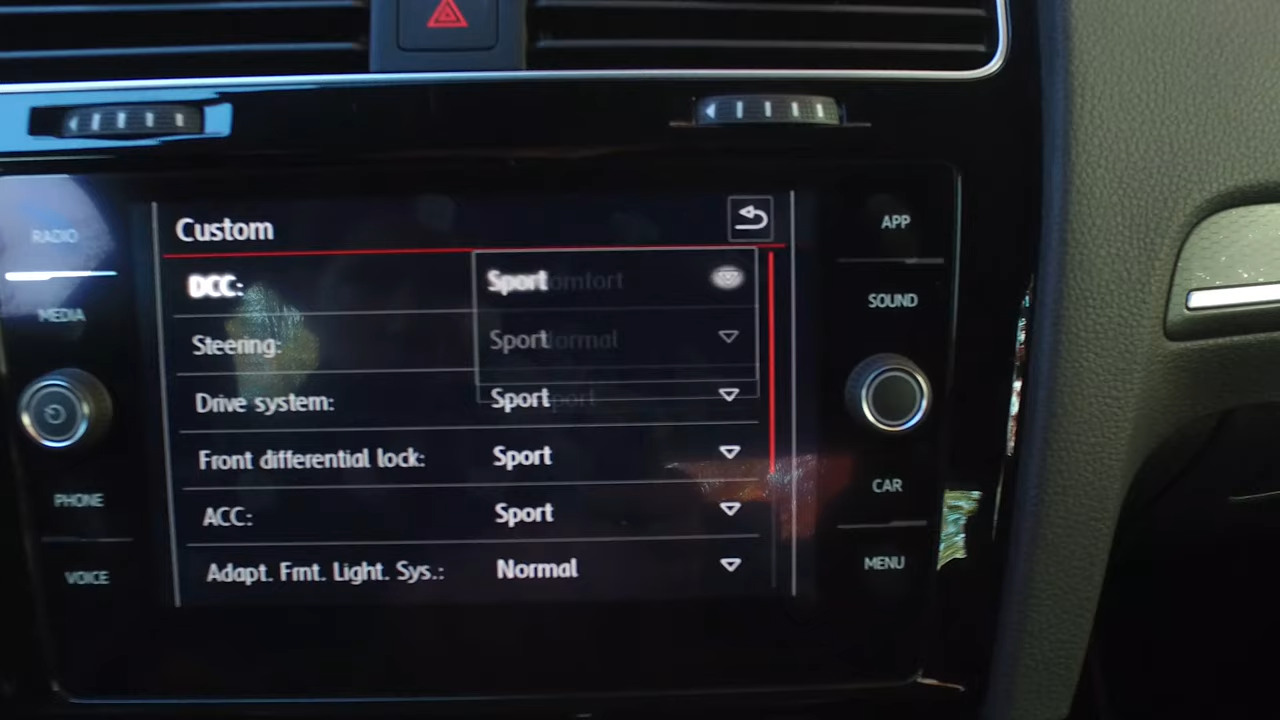 RADIO
MEDIA
PHONE
VOICE
Custom
DCC: Sport
Steering: Sport
Drive system: Sport
Front differential lock: Sport
ACC: Sport
Adapt. Frnt. Light. Sys.: Normal
APP
SOUND
CAR
MENU